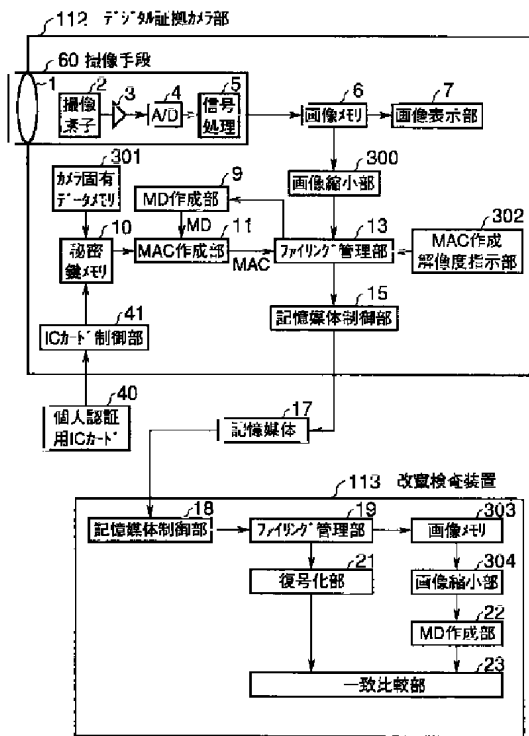 112 デジタル証拠カメラ部
60 撮像手段
1
2
3
4
5
6
7
撮像素子
A/D
信号処理
画像メモリ
画像表示部
301
カメラ固有データメモリ
9
MD作成部
300
画像縮小部
302
MD
10
秘密鍵メモリ
11
MAC作成部
MAC
13
ファイリング管理部
MAC作成解像度指示部
15
記憶媒体制御部
41
ICカード制御部
40
個人認証用ICカード
17
記憶媒体
113 改竄検査装置
18
記憶媒体制御部
19
ファイリング管理部
303
画像メモリ
21
復号化部
304
画像縮小部
22
MD作成部
23
一致比較部